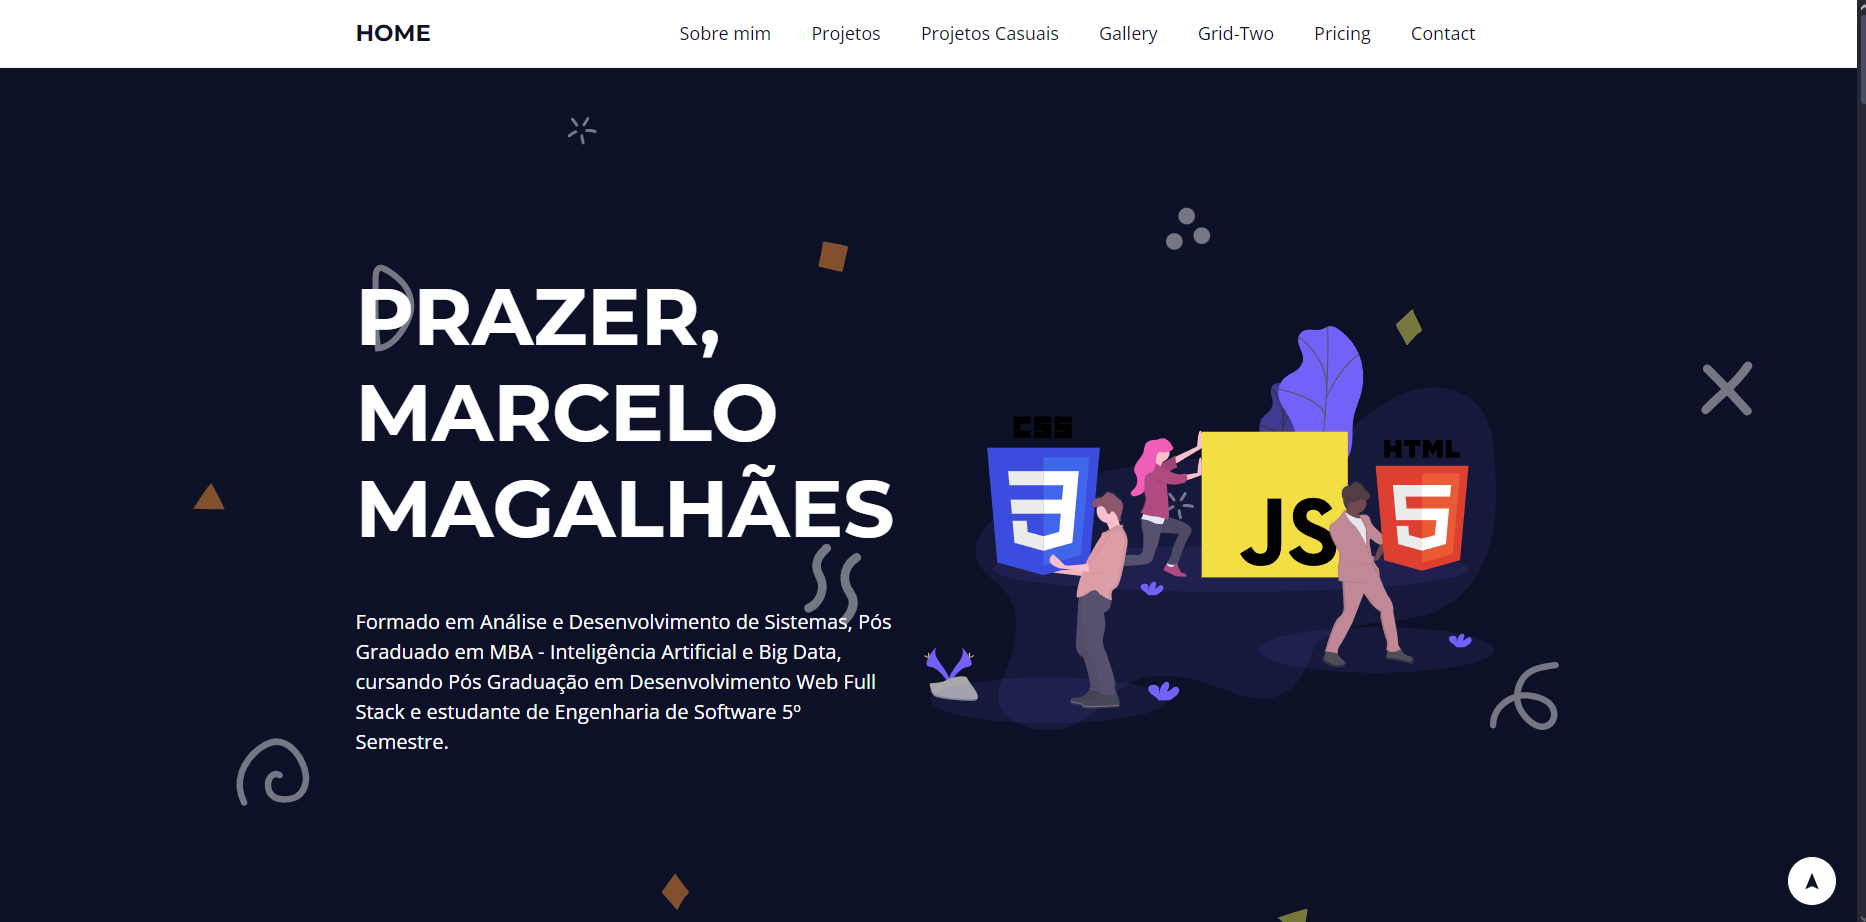 HOME
Sobre mim
Projetos
Projetos Casuais
Gallery
Grid-Two
Pricing
Contact
PRAZER,
MARCELO
MAGALHÃES
Formado em Análise e Desenvolvimento de Sistemas, Pós
Graduado em MBA - Inteligência Artificial e Big Data,
cursando Pós Graduação em Desenvolvimento Web Full
Stack e estudante de Engenharia de Software 5º
Semestre.
CSS
3
JS
HTML
5